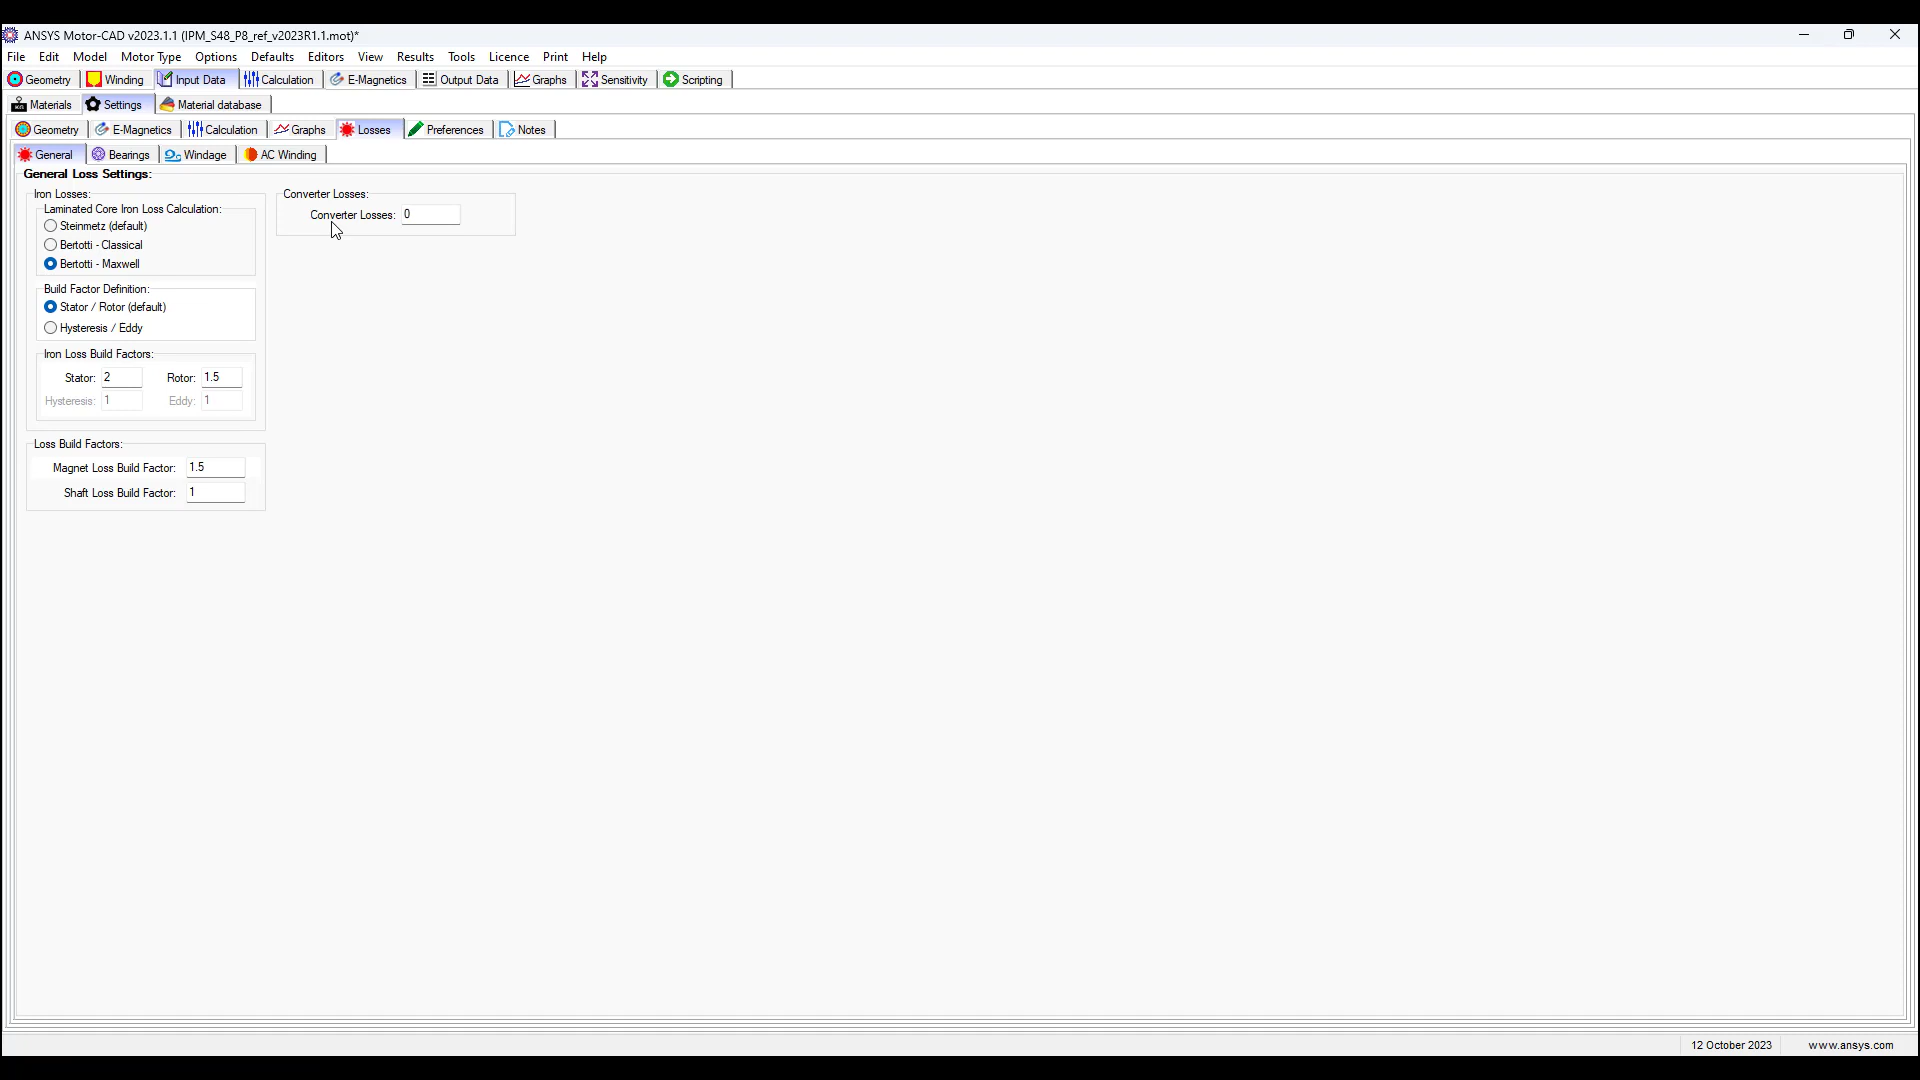 ANSYS Motor-CAD v2023.1.1 (IPM_S48_P8_ref_v2023R1.1.mot)*
File Edit Model Motor Type Options Defaults Editors View Results Tools Licence Print Help
Geometry Winding Input Data Calculation E-Magnetics Output Data Graphs Sensitivity Scripting
Materials Settings Material database
Geometry E-Magnetics Calculation Graphs Losses Preferences Notes
General Bearings Windage AC Winding
General Loss Settings:
Iron Losses:
Laminated Core Iron Loss Calculation:
Steinmetz (default)
Bertotti - Classical
Bertotti - Maxwell
Build Factor Definition:
Stator / Rotor (default)
Hysteresis / Eddy
Iron Loss Build Factors:
Stator: 2 Rotor: 1.5
Hysteresis: 1 Eddy: 1
Loss Build Factors:
Magnet Loss Build Factor: 1.5
Shaft Loss Build Factor: 1
Converter Losses:
Converter Losses: 0
12 October 2023 www.ansys.com